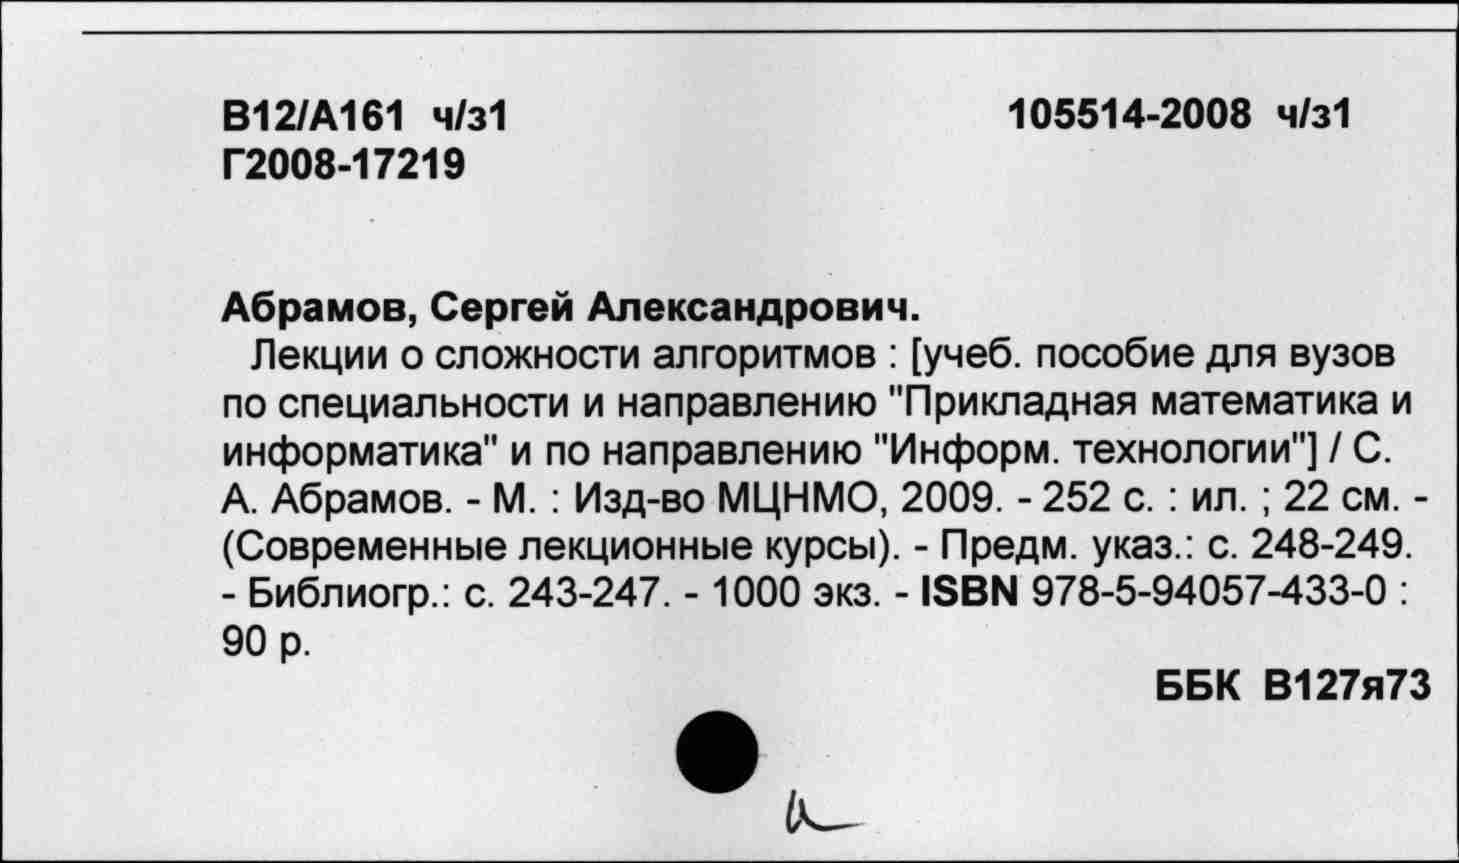 В12/А161 ч/з1 105514-2008 ч/з1
Г2008-17219
Абрамов, Сергей Александрович.
Лекции о сложности алгоритмов : [учеб. пособие для вузов
по специальности и направлению "Прикладная математика и
информатика" и по направлению "Информ. технологии"] / С.
А. Абрамов. - М. : Изд-во МЦНМО, 2009. - 252 с. : ил. ; 22 см. -
(Современные лекционные курсы). - Предм. указ.: с. 248-249.
- Библиогр.: с. 243-247. - 1000 экз. - ISBN 978-5-94057-433-0 :
90 р.
ББК В127я73